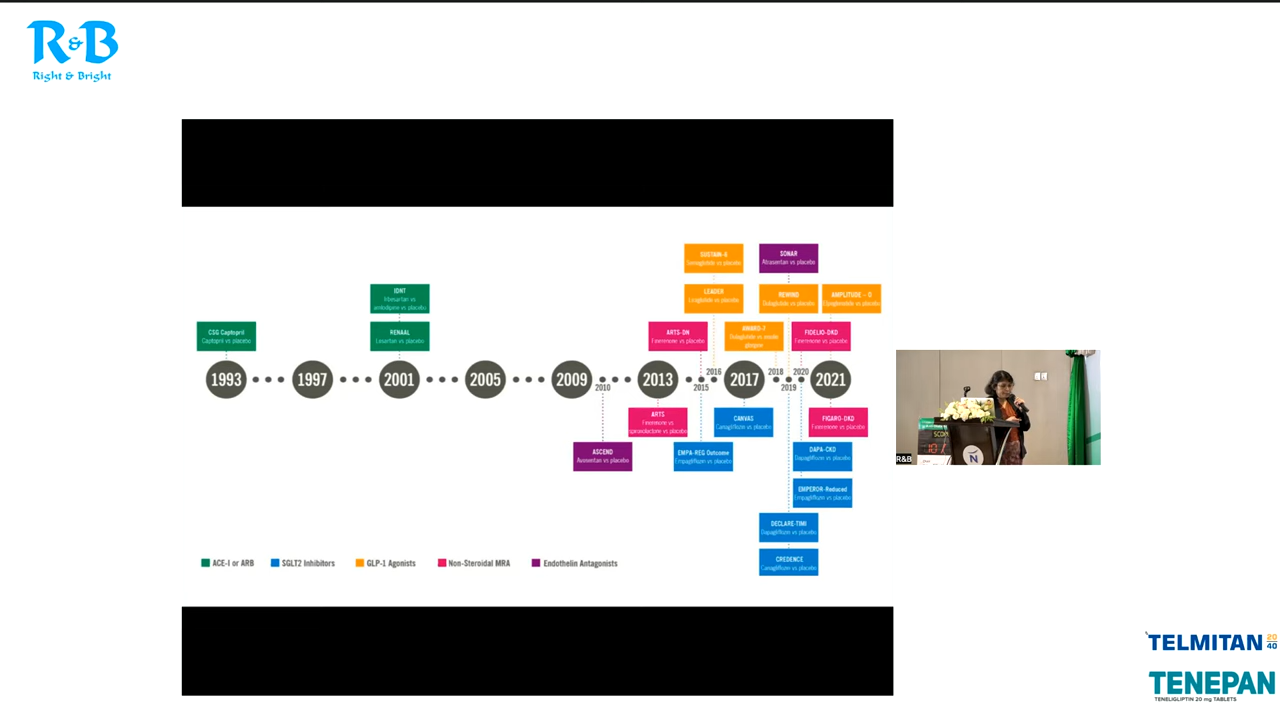 R&B
Right & Bright
SUSTAIN-6
Semaglutide vs placebo
SONAR
Atrasentan vs placebo
IDNT
Irbesartan vs
amlodipine vs placebo
LEADER
Liraglutide vs placebo
REWIND
Dulaglutide vs placebo
AMPLITUDE – O
Efpeglenatide vs placebo
CSG Captopril
Captopril vs placebo
RENAAL
Losartan vs placebo
ARTS-DN
Finerenone vs placebo
AWARD-7
Dulaglutide vs insulin
glargine
FIDELIO-DKD
Finerenone vs placebo
1993
1997
2001
2005
2009
2010
2013
2015
2016
2017
2018
2019
2020
2021
ARTS
Finerenone vs
spironolactone vs placebo
CANVAS
Canagliflozin vs placebo
FIGARO-DKD
Finerenone vs placebo
ASCEND
Avosentan vs placebo
EMPA-REG Outcome
Empagliflozin vs placebo
DAPA-CKD
Dapagliflozin vs placebo
EMPEROR-Reduced
Empagliflozin vs placebo
DECLARE-TIMI
Dapagliflozin vs placebo
CREDENCE
Canagliflozin vs placebo
ACE-I or ARB
SGLT2 Inhibitors
GLP-1 Agonists
Non-Steroidal MRA
Endothelin Antagonists
R&B
N
TELMITAN 20 40
TENEPAN
TENELIGLIPTIN 20 mg TABLETS